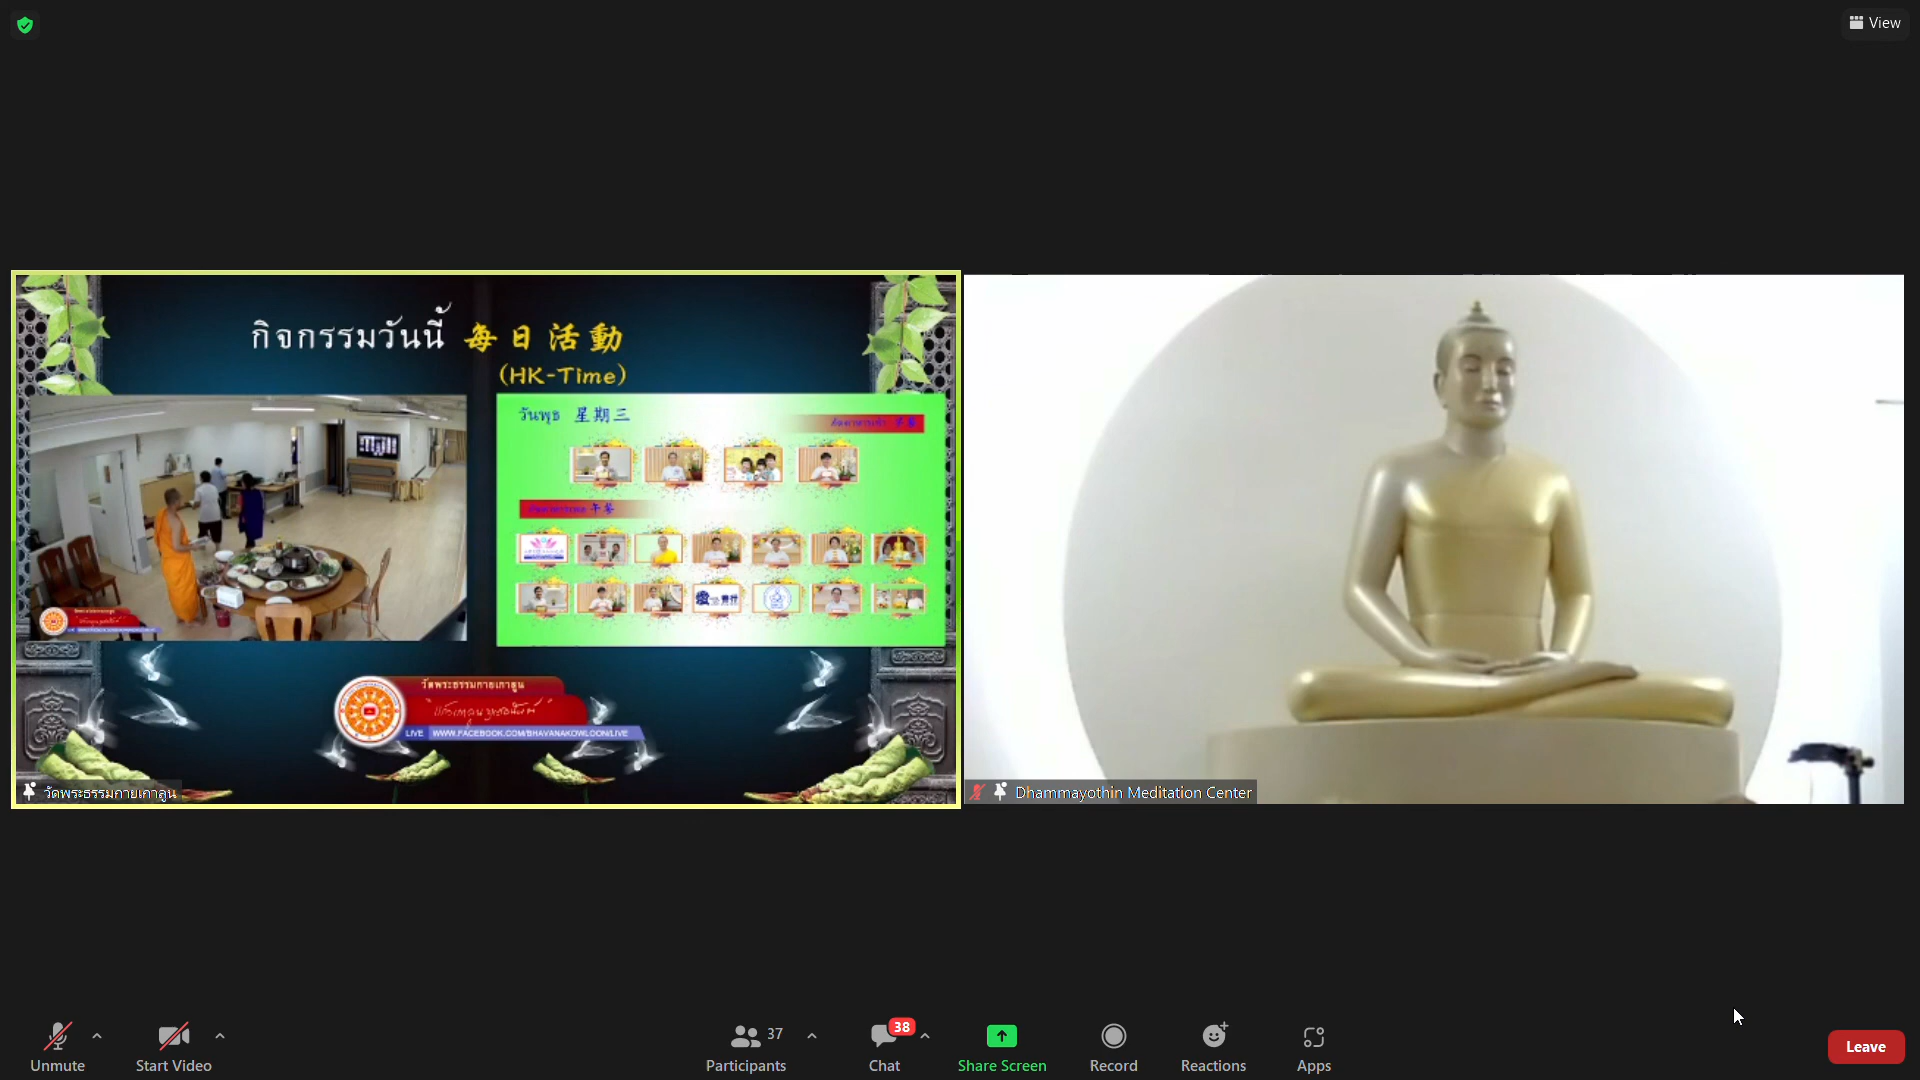 View
กิจกรรมวันนี้ 每日活動
(HK-Time)
วันพุธ 星期三
午餐
วัดพระธรรมกายเกาลูน
LIVE WWW.FACEBOOK.COM/BHAVANAKOWLOON/LIVE
วัดพระธรรมกายเกาลูน
Dhammayothin Meditation Center
Unmute
Start Video
37
Participants
38
Chat
Share Screen
Record
Reactions
Apps
Leave